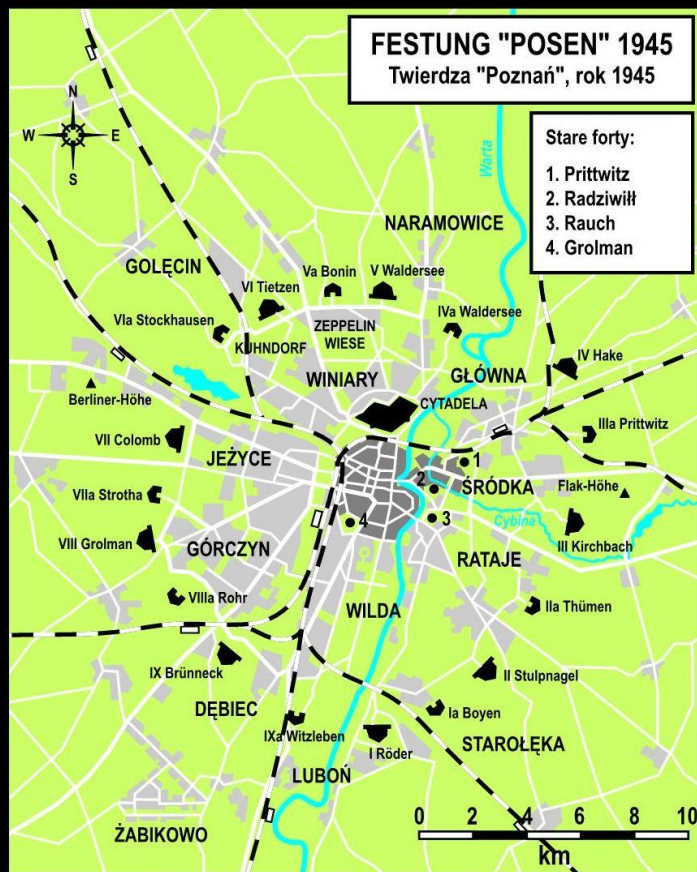 FESTUNG "POSEN" 1945
Twierdza "Poznań", rok 1945
N
W
E
S
Stare forty:
1. Prittwitz
2. Radziwiłł
3. Rauch
4. Grolman
Warta
NARAMOWICE
GOLĘCIN
Va Bonin
V Waldersee
VI Tietzen
VIa Stockhausen
ZEPPELIN
WIESE
IVa Waldersee
KUHNDORF
IV Hake
WINIARY
GŁÓWNA
Berliner-Höhe
CYTADELA
IIIa Prittwitz
VII Colomb
JEŻYCE
1
2
ŚRÓDKA
Flak-Höhe
VIIa Strotha
3
4
Cybina
VIII Grolman
GÓRCZYN
III Kirchbach
RATAJE
VIIIa Rohr
WILDA
IIa Thümen
IX Brünneck
II Stulpnagel
DĘBIEC
Ia Boyen
IXa Witzleben
I Röder
STAROŁĘKA
LUBOŃ
ŻABIKOWO
0 2 4 6 8 10
km